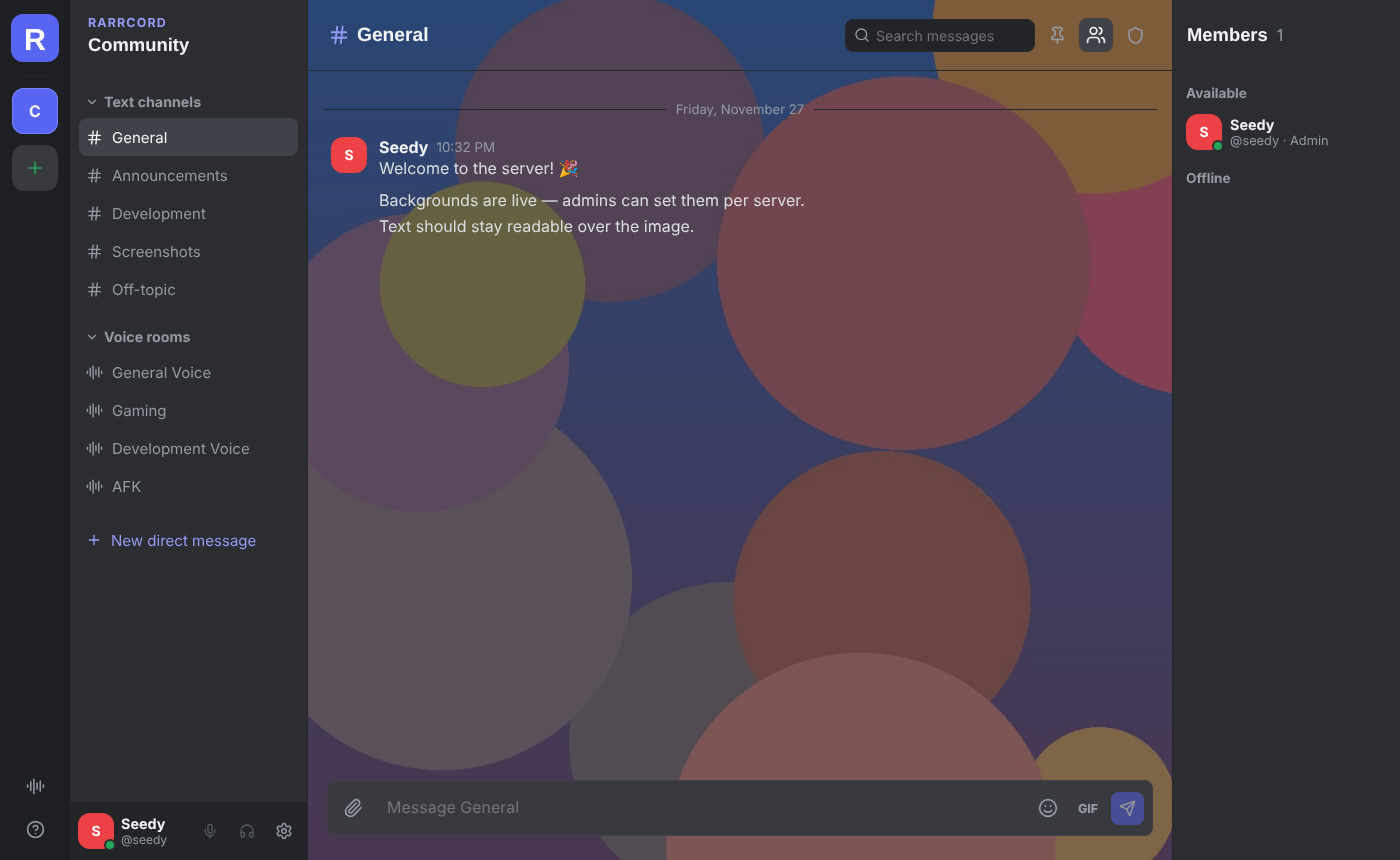 R
C
RARRCORD
Community
Text channels
General
Announcements
Development
Screenshots
Off-topic
Voice rooms
General Voice
Gaming
Development Voice
AFK
New direct message
S
Seedy
@seedy
General
Search messages
Friday, November 27
S
Seedy 10:32 PM
Welcome to the server! 🎉
Backgrounds are live — admins can set them per server.
Text should stay readable over the image.
Message General
GIF
Members 1
Available
S
Seedy
@seedy · Admin
Offline